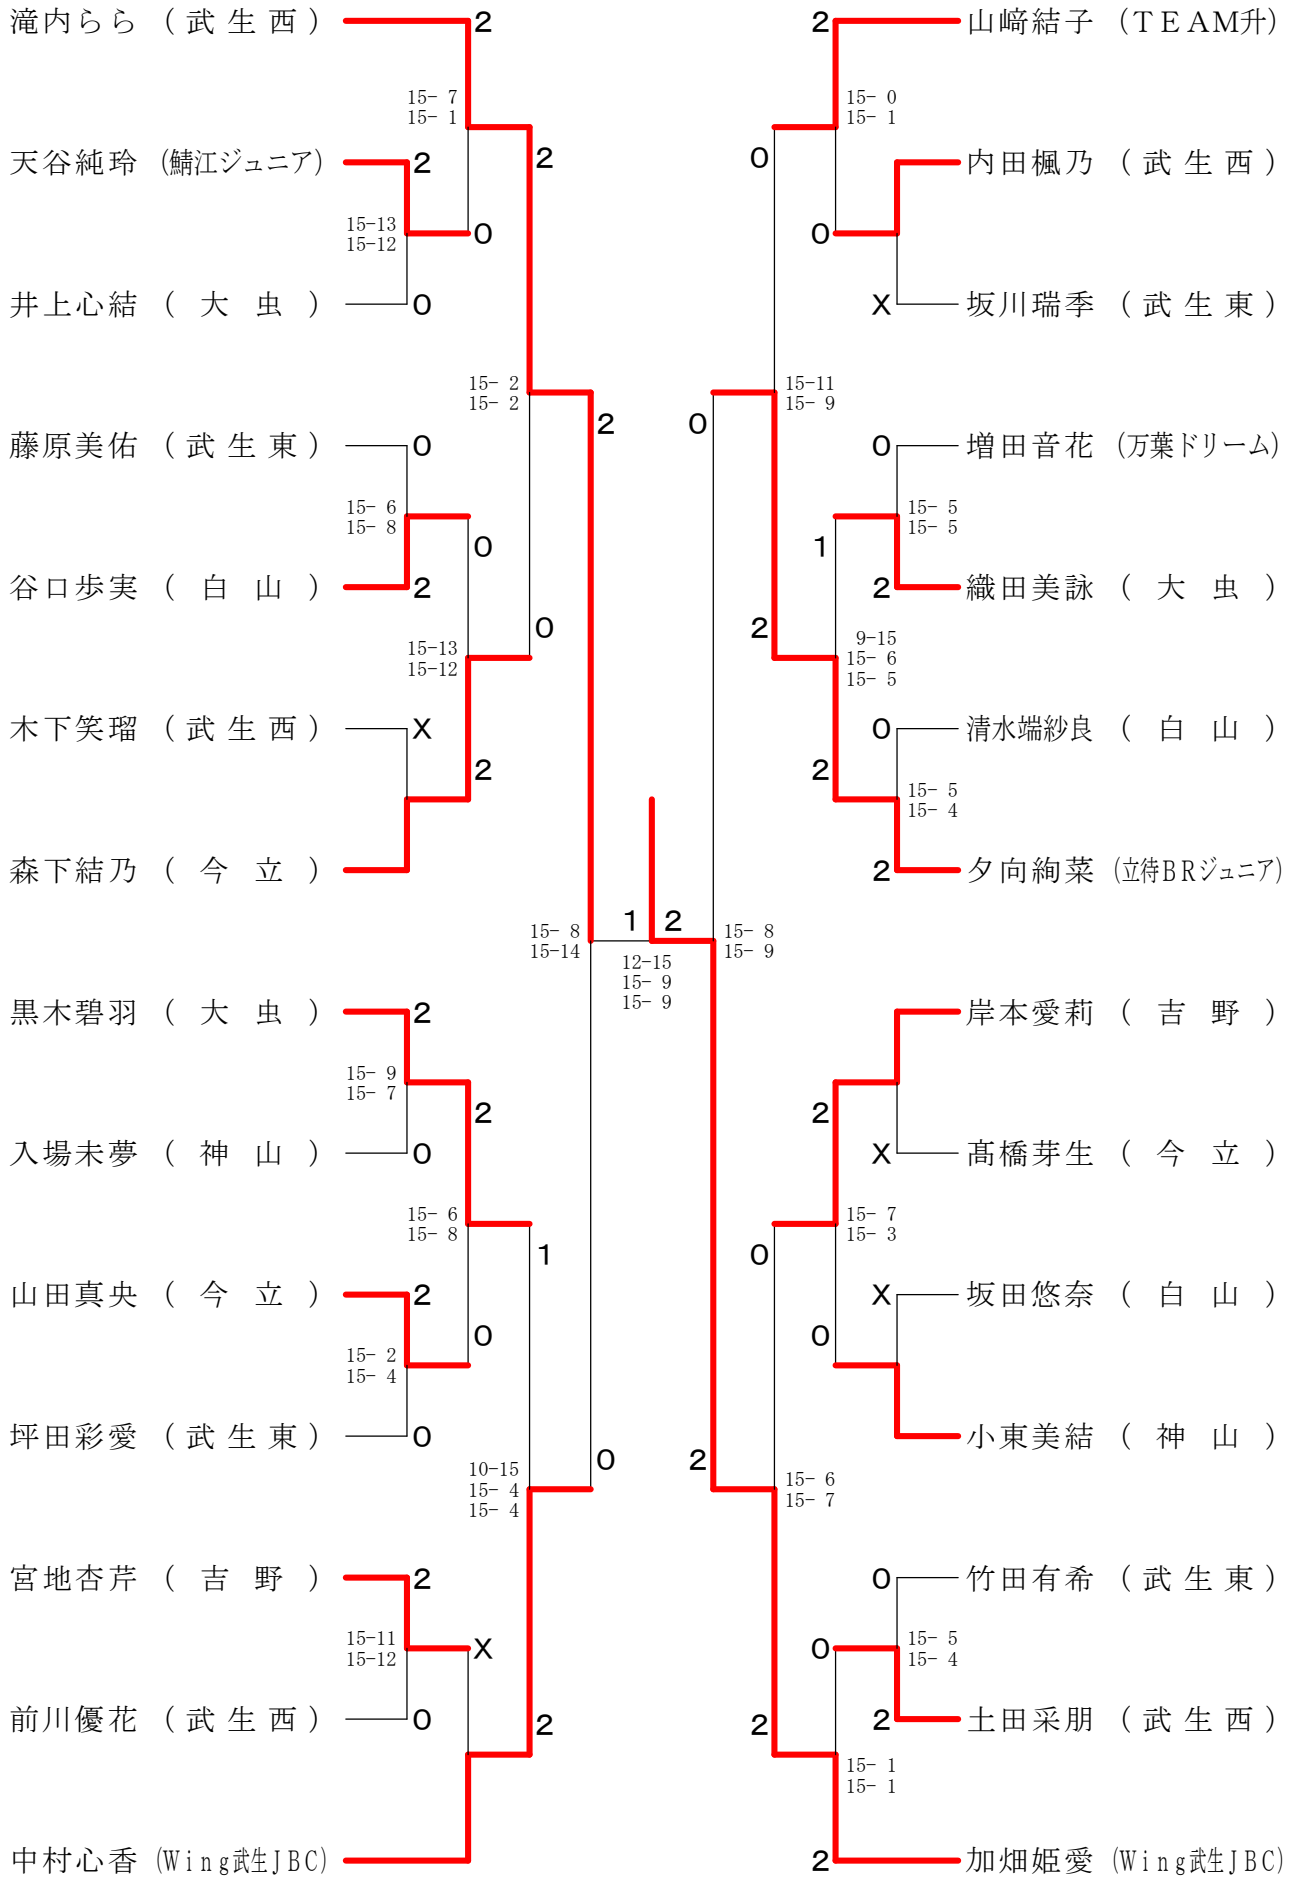 滝内らら （ 武 生 西 ） 2
2 山﨑結子 （ＴＥＡＭ升）
15- 7
15- 1
15- 0
15- 1
天谷純玲 （鯖江ジュニア） 2
2
0
内田楓乃 （ 武 生 西 ）
15-13
15-12
0
0
井上心結 （ 大　虫 ） 0
X 坂川瑞季 （ 武 生 東 ）
15- 2
15- 2
15-11
15- 9
2
0
藤原美佑 （ 武 生 東 ） 0
0 増田音花 （万葉ドリーム）
15- 6
15- 8
15- 5
15- 5
0
1
谷口歩実 （ 白　山 ） 2
2 織田美詠 （ 大　虫 ）
0
2
15-13
15-12
9-15
15- 6
15- 5
木下笑瑠 （ 武 生 西 ） X
0 清水端紗良 （ 白　山 ）
2
2
15- 5
15- 4
森下結乃 （ 今　立 ）
2 夕向絢菜 （立待ＢＲジュニア）
15- 8
15-14
1 2
15- 8
15- 9
12-15
15- 9
15- 9
黒木碧羽 （ 大　虫 ） 2
岸本愛莉 （ 吉　野 ）
15- 9
15- 7
2
2
入場未夢 （ 神　山 ） 0
X 髙橋芽生 （ 今　立 ）
15- 6
15- 8
15- 7
15- 3
1
0
山田真央 （ 今　立 ） 2
X 坂田悠奈 （ 白　山 ）
0
0
15- 2
15- 4
坪田彩愛 （ 武 生 東 ） 0
小東美結 （ 神　山 ）
10-15
15- 4
15- 4
0
2
15- 6
15- 7
宮地杏芹 （ 吉　野 ） 2
0 竹田有希 （ 武 生 東 ）
15-11
15-12
X
0
15- 5
15- 4
前川優花 （ 武 生 西 ） 0
2
2
2 土田采朋 （ 武 生 西 ）
15- 1
15- 1
中村心香 （Ｗｉｎｇ武生ＪＢＣ）
2 加畑姫愛 （Ｗｉｎｇ武生ＪＢＣ）